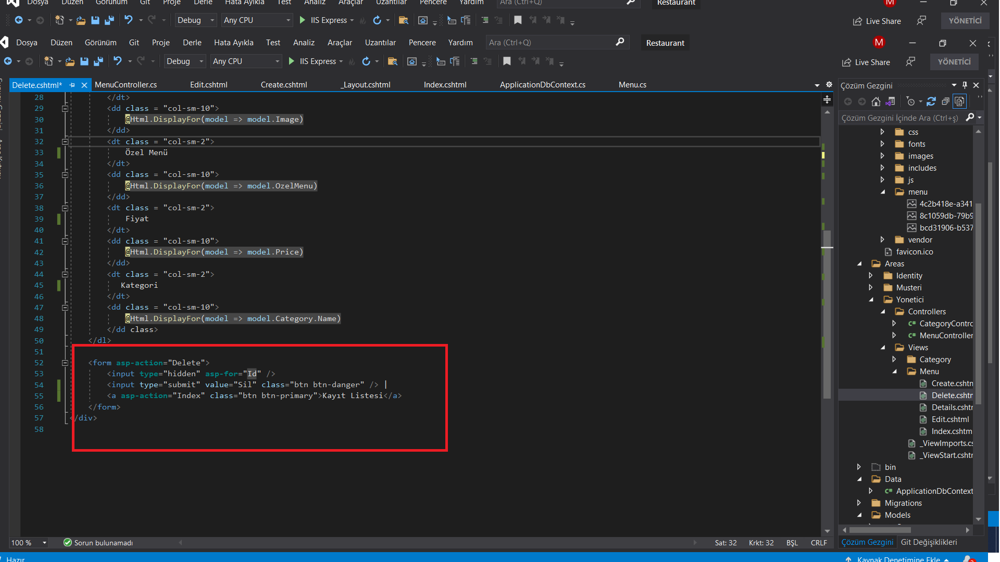 Dosya Düzen Görünüm Git Proje Derle Hata Ayıkla Test Analiz Araçlar Uzantılar Pencere Yardım Ara (Ctrl+Q) Restaurant M
Debug Any CPU IIS Express Live Share YÖNETİCİ
Dosya Düzen Görünüm Git Proje Derle Hata Ayıkla Test Analiz Araçlar Uzantılar Pencere Yardım Ara (Ctrl+Q) Restaurant M
Debug Any CPU IIS Express Live Share YÖNETİCİ
Delete.cshtml* MenuController.cs Edit.cshtml Create.cshtml _Layout.cshtml Index.cshtml ApplicationDbContext.cs Menu.cs
28 </dt>
29 <dd class = "col-sm-10">
30 @Html.DisplayFor(model => model.Image)
31 </dd>
32 <dt class = "col-sm-2">
33 Özel Menü
34 </dt>
35 <dd class = "col-sm-10">
36 @Html.DisplayFor(model => model.OzelMenu)
37 </dd>
38 <dt class = "col-sm-2">
39 Fiyat
40 </dt>
41 <dd class = "col-sm-10">
42 @Html.DisplayFor(model => model.Price)
43 </dd>
44 <dt class = "col-sm-2">
45 Kategori
46 </dt>
47 <dd class = "col-sm-10">
48 @Html.DisplayFor(model => model.Category.Name)
49 </dd class>
50 </dl>
51
52 <form asp-action="Delete">
53 <input type="hidden" asp-for="Id" />
54 <input type="submit" value="Sil" class="btn btn-danger" /> |
55 <a asp-action="Index" class="btn btn-primary">Kayıt Listesi</a>
56 </form>
57 </div>
58
100 % Sorun bulunamadı Sat: 32 Krkt: 32 BŞL CRLF
Çözüm Gezgini
Çözüm Gezgini İçinde Ara (Ctrl+ş)
css
fonts
images
includes
js
menu
4c2b418e-a341
8c1059db-79b9
bcd31906-b537
vendor
favicon.ico
Areas
Identity
Musteri
Yonetici
Controllers
C# CategoryContrc
C# MenuController
Views
Category
Menu
Create.cshtn
Delete.cshtn
Details.cshtr
Edit.cshtml
Index.cshtm
_ViewImports.cs
_ViewStart.cshtr
bin
Data
C# ApplicationDbContext
Migrations
Models
Çözüm Gezgini Git Değişiklikleri
Hazır Kaynak Denetimine Ekle 2